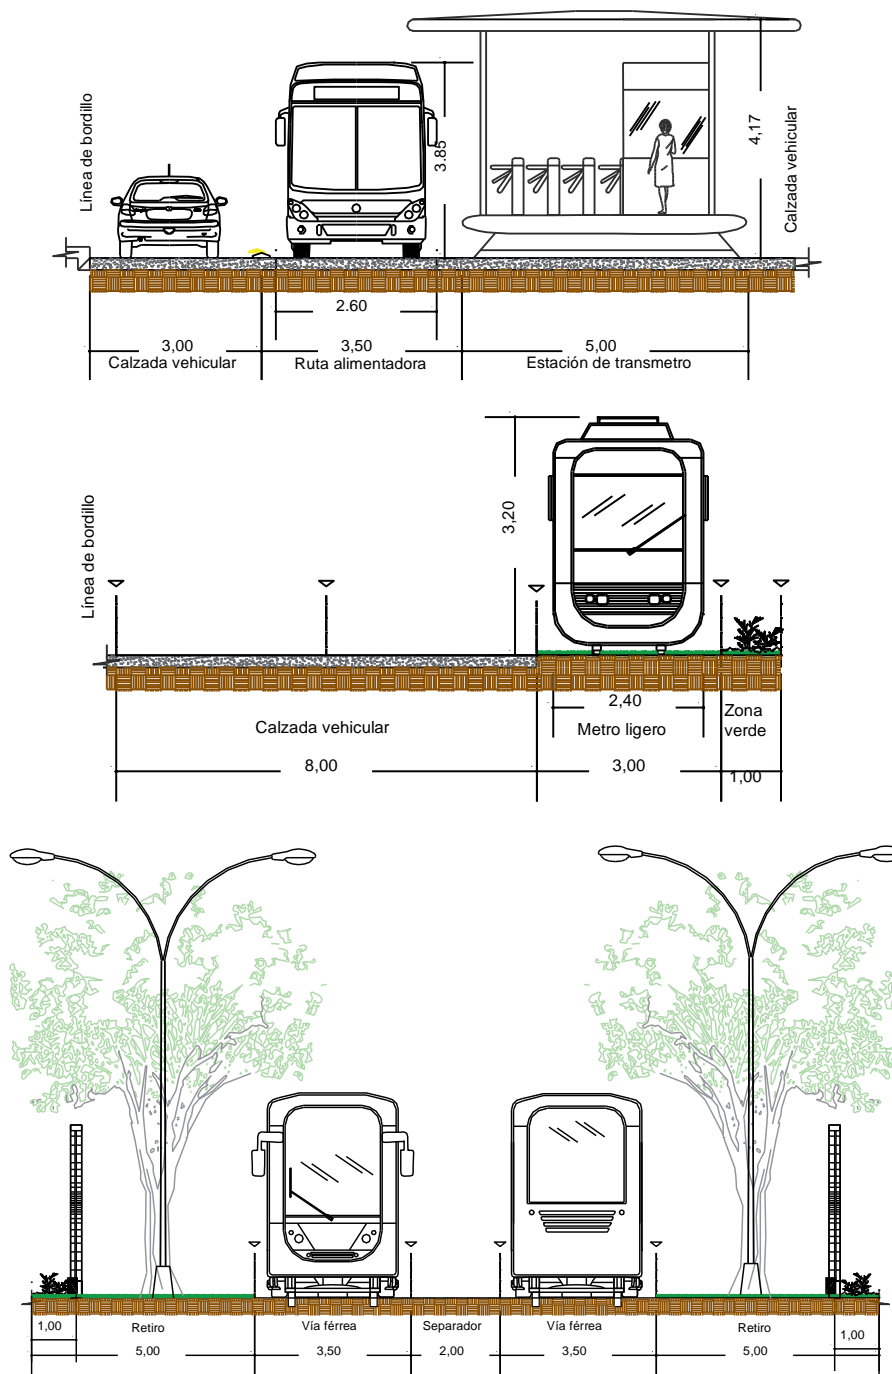 Línea de bordillo
3.85
4,17
Calzada vehicular
2.60
3,00
3,50
5,00
Calzada vehicular
Ruta alimentadora
Estación de transmetro
Línea de bordillo
3,20
2,40
Calzada vehicular
Metro ligero
Zona
verde
8,00
3,00
1,00
1,00
Retiro
Vía férrea
Separador
Vía férrea
Retiro
1,00
5,00
3,50
2,00
3,50
5,00